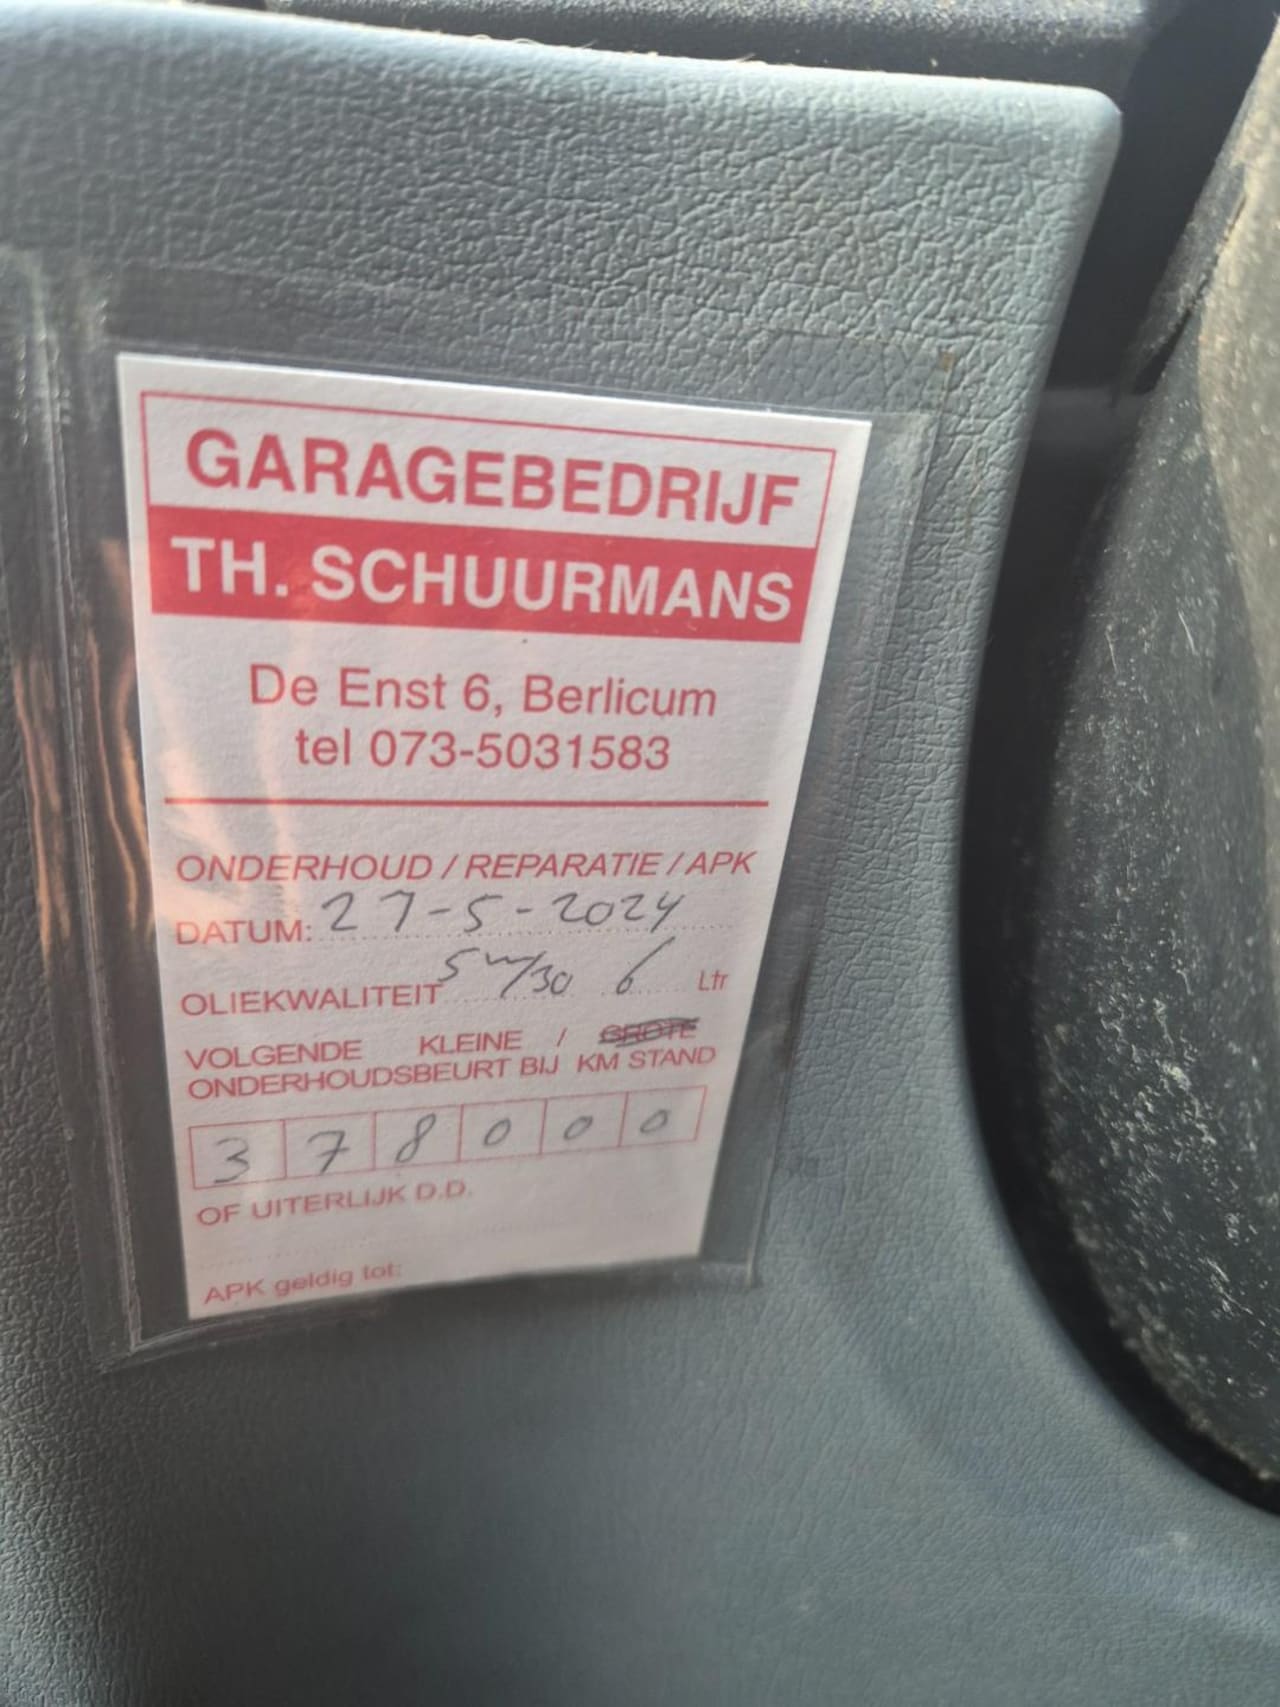 GARAGEBEDRIJF
TH. SCHUURMANS
De Enst 6, Berlicum
tel 073-5031583
ONDERHOUD / REPARATIE / APK
DATUM: 27-5-2024
OLIEKWALITEIT 5w/30 6 Ltr
VOLGENDE KLEINE / GROTE
ONDERHOUDSBEURT BIJ KM STAND
378000
OF UITERLIJK D.D.
APK geldig tot: